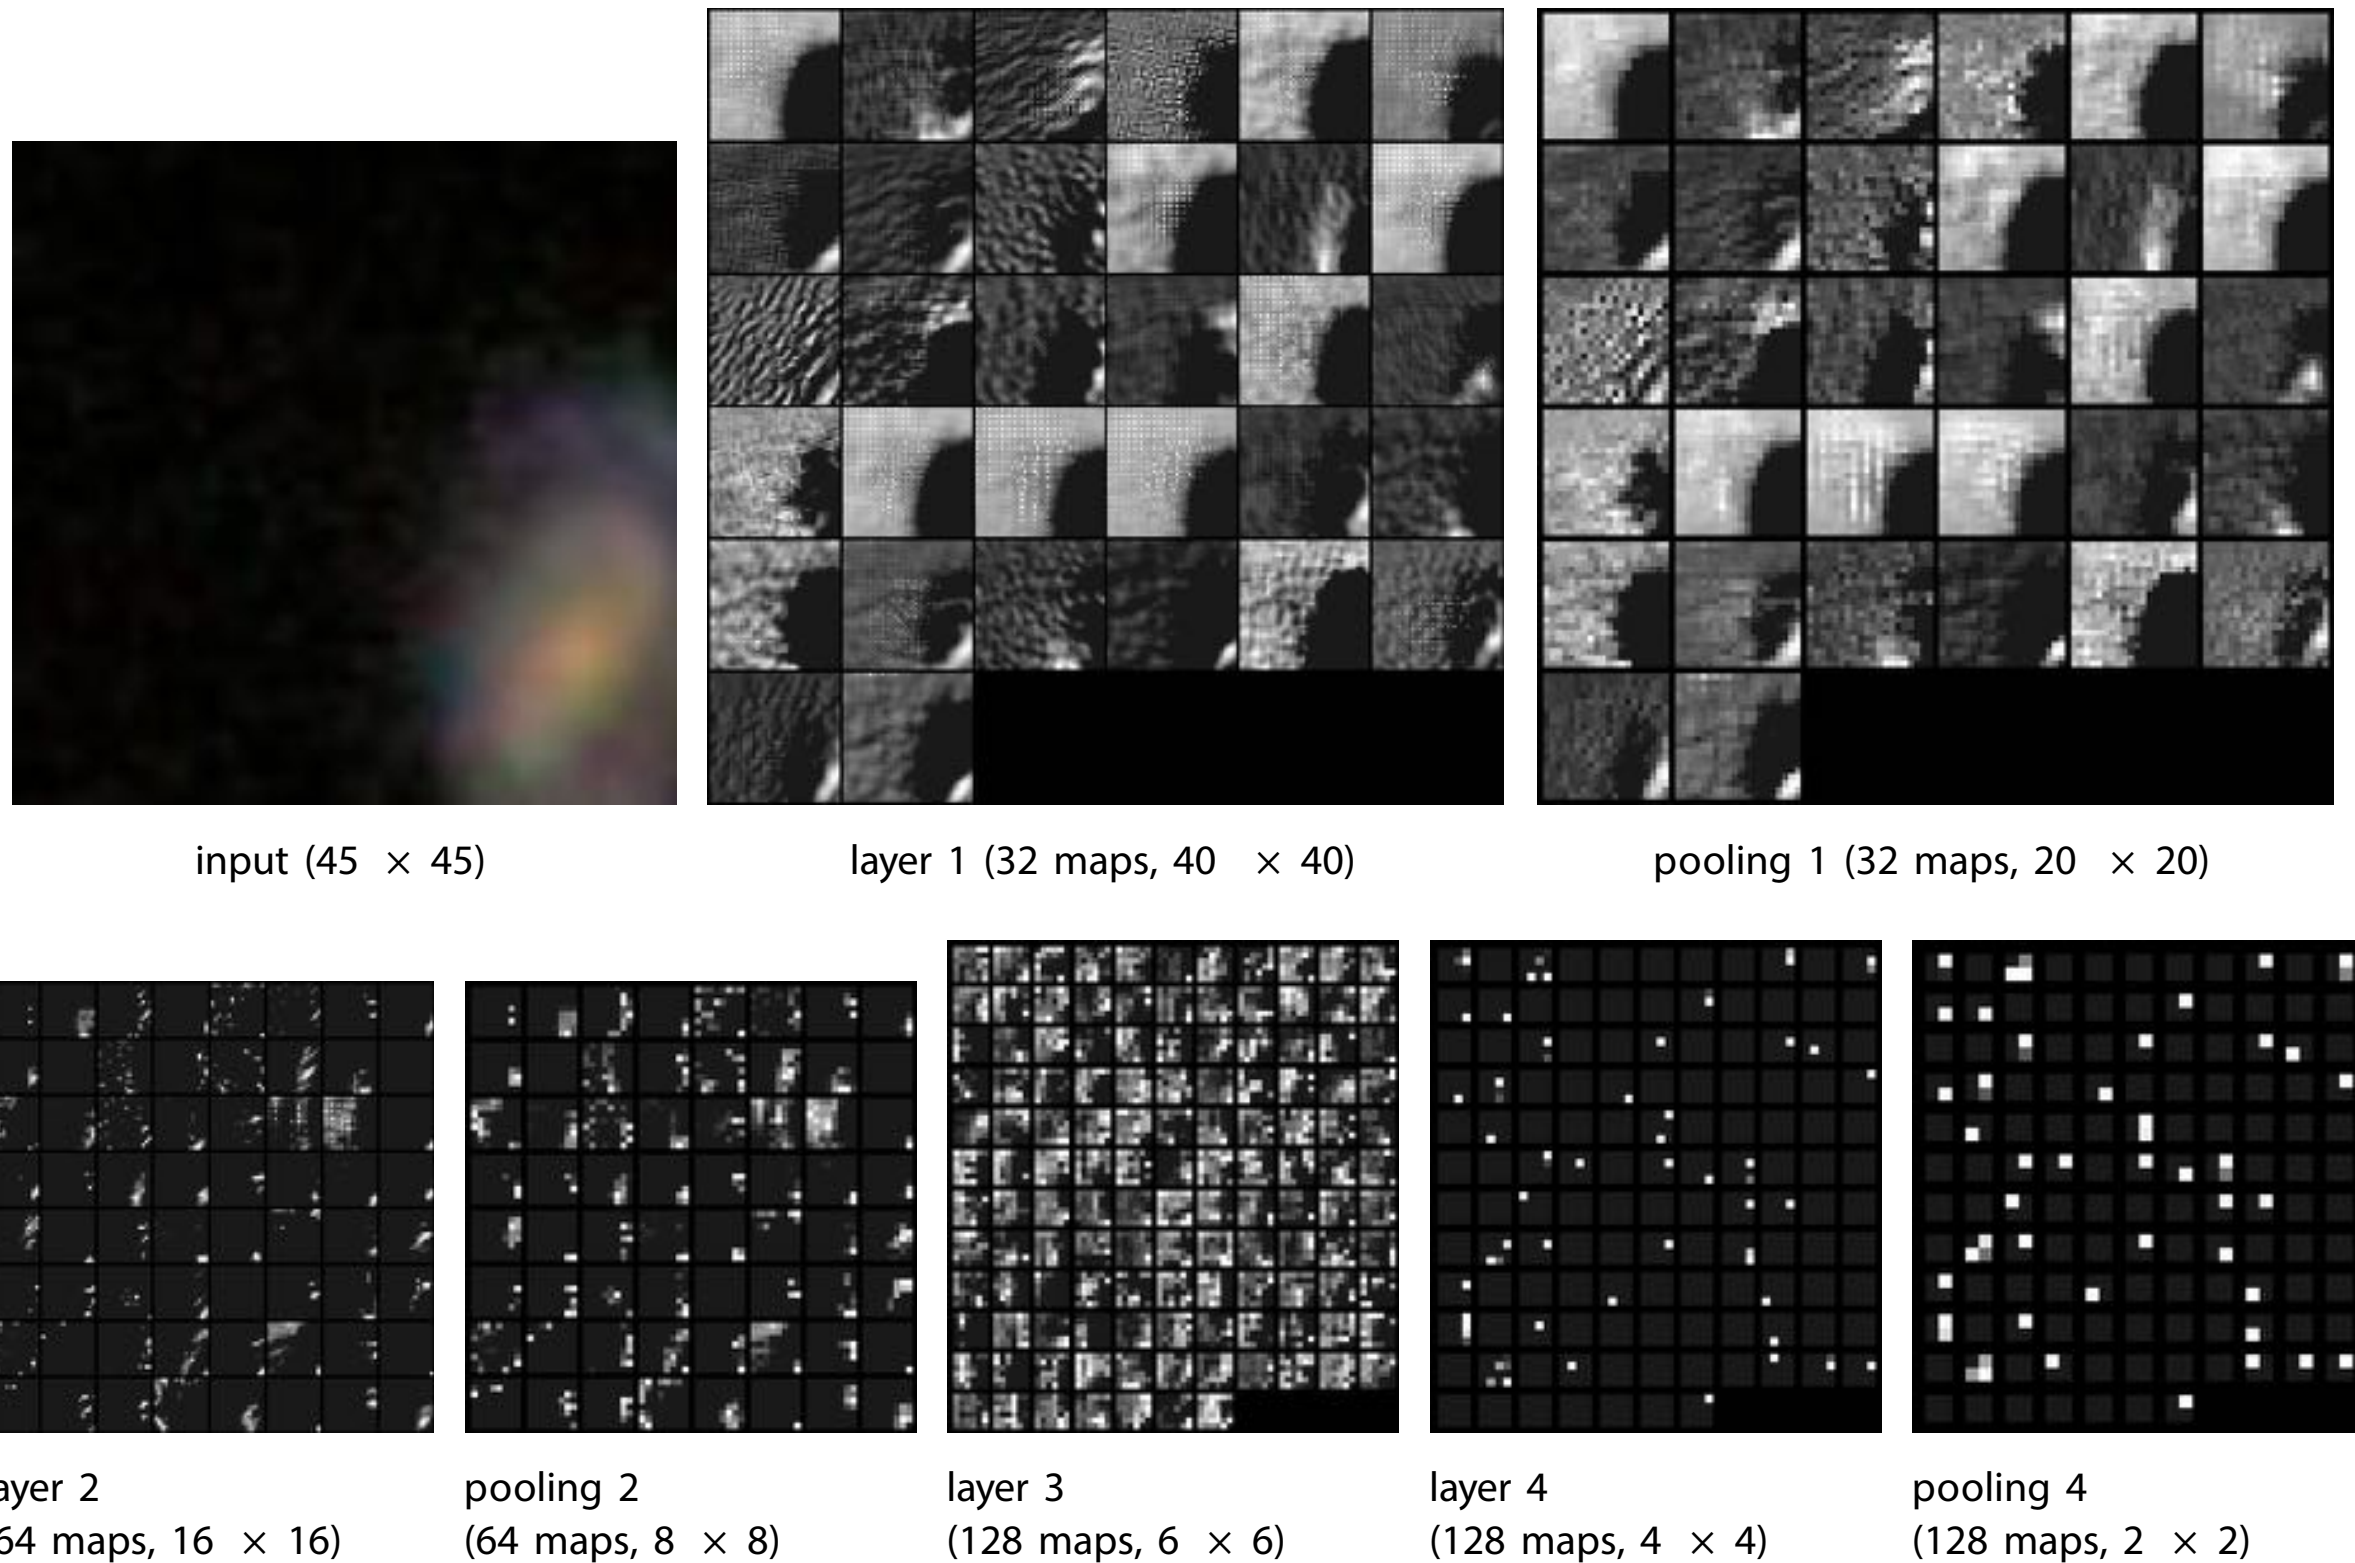 input (45 × 45)
layer 1 (32 maps, 40 × 40)
pooling 1 (32 maps, 20 × 20)
ayer 2
64 maps, 16 × 16)
pooling 2
(64 maps, 8 × 8)
layer 3
(128 maps, 6 × 6)
layer 4
(128 maps, 4 × 4)
pooling 4
(128 maps, 2 × 2)